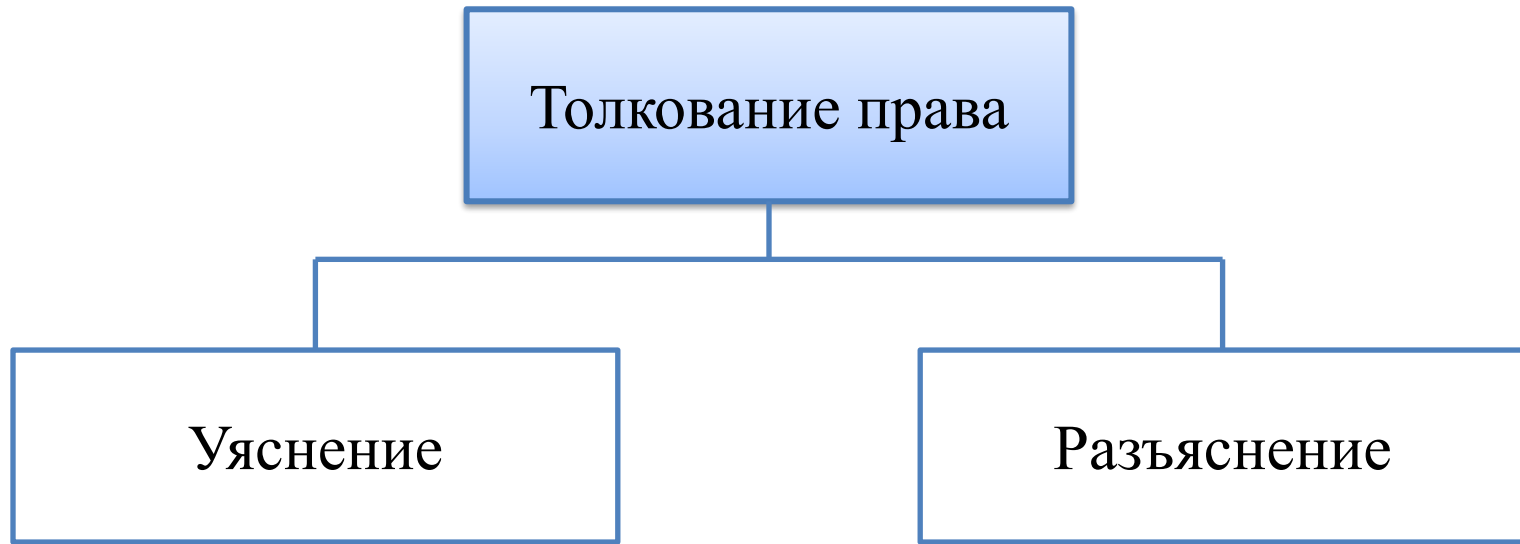 Толкование права
Уяснение
Разъяснение